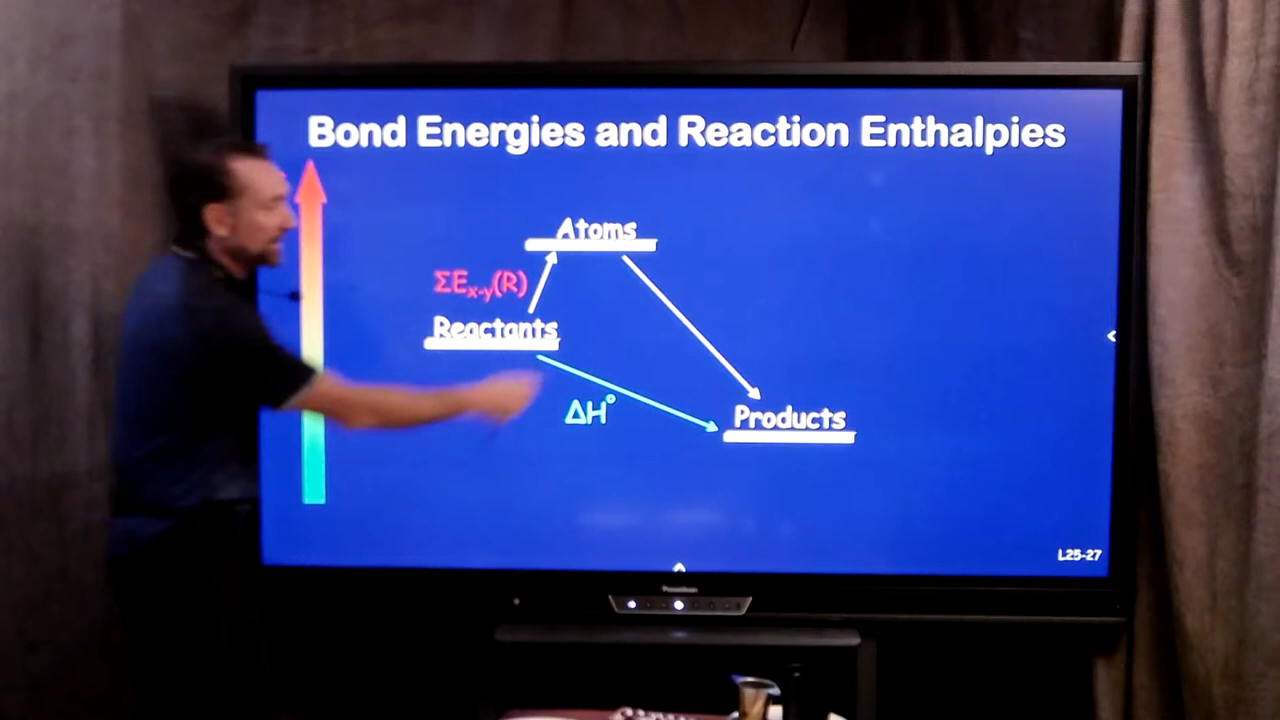 Bond Energies and Reaction Enthalpies
Atoms
ΣEx-y(R)
Reactants
ΔH°
Products
L25-27